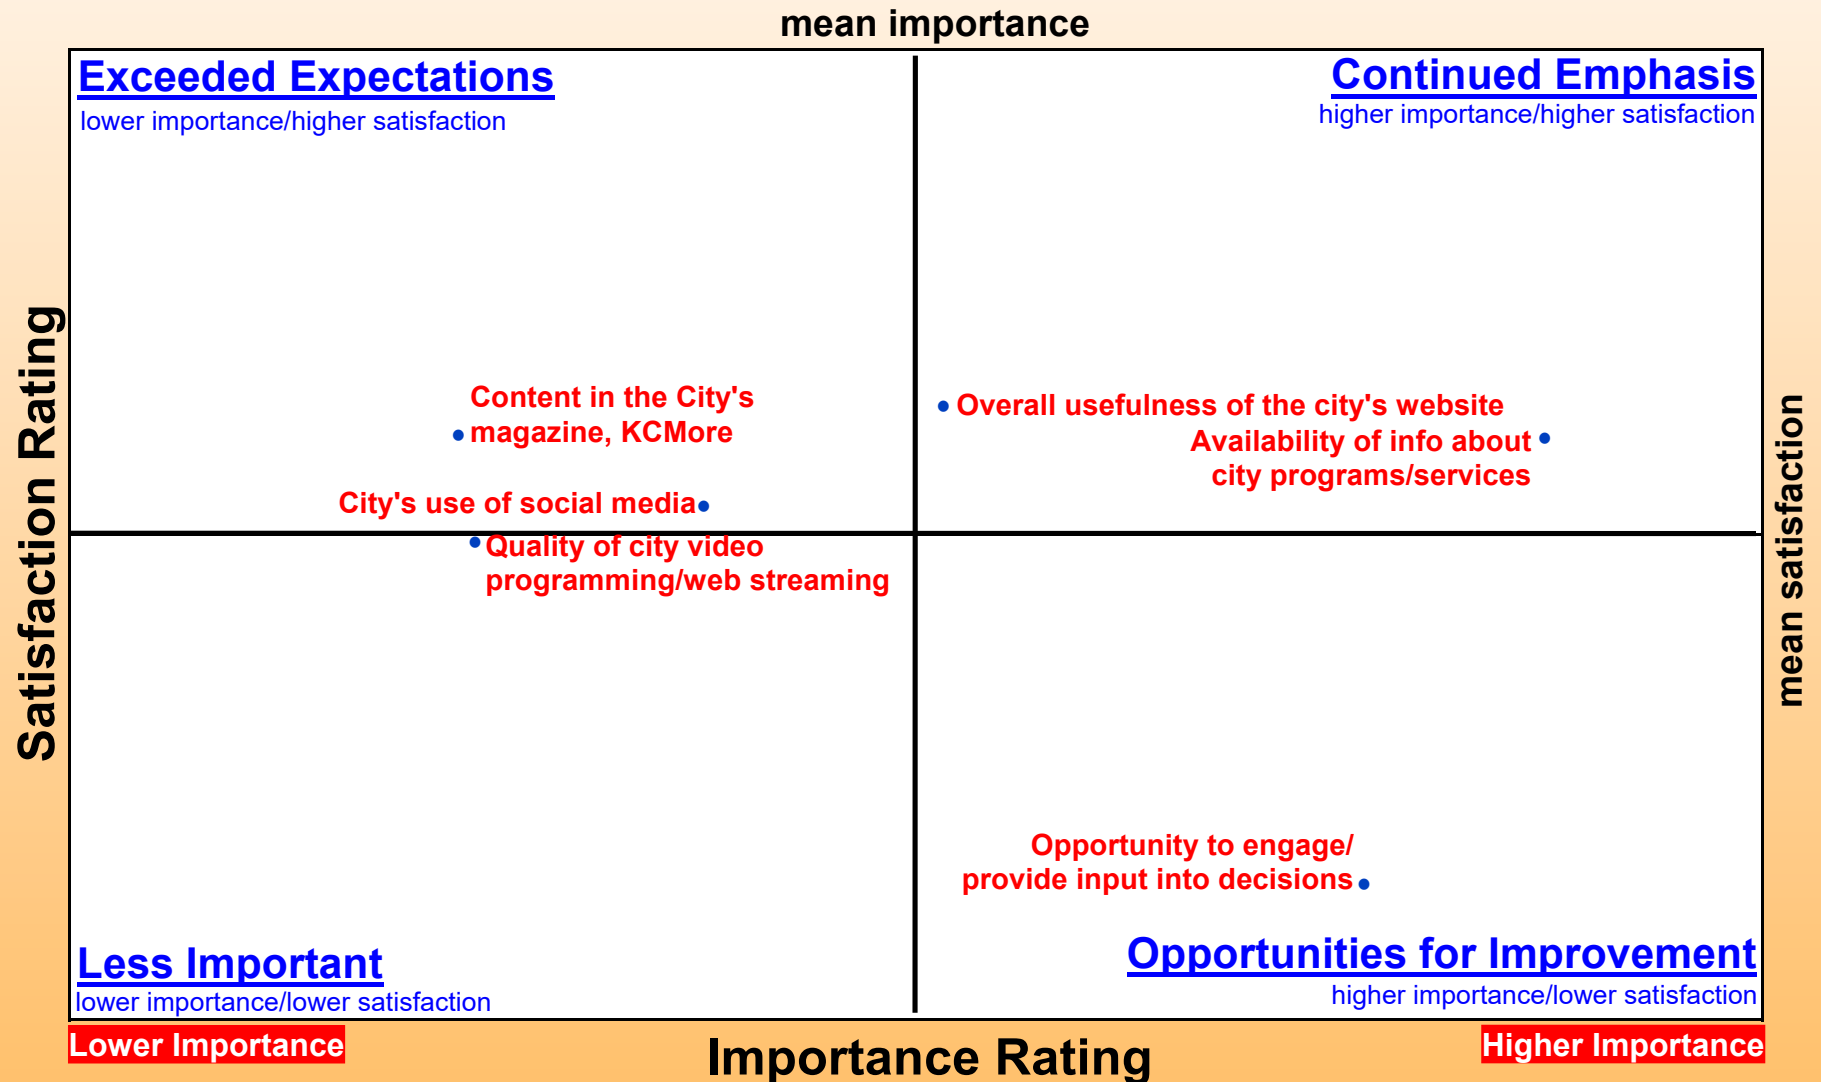 mean importance
Exceeded Expectations
lower importance/higher satisfaction
Continued Emphasis
higher importance/higher satisfaction
Satisfaction Rating
mean satisfaction
Content in the City's
magazine, KCMore
City's use of social media
Overall usefulness of the city's website
Availability of info about
city programs/services
Quality of city video
programming/web streaming
Opportunity to engage/
provide input into decisions
Less Important
lower importance/lower satisfaction
Opportunities for Improvement
higher importance/lower satisfaction
Lower Importance
Importance Rating
Higher Importance